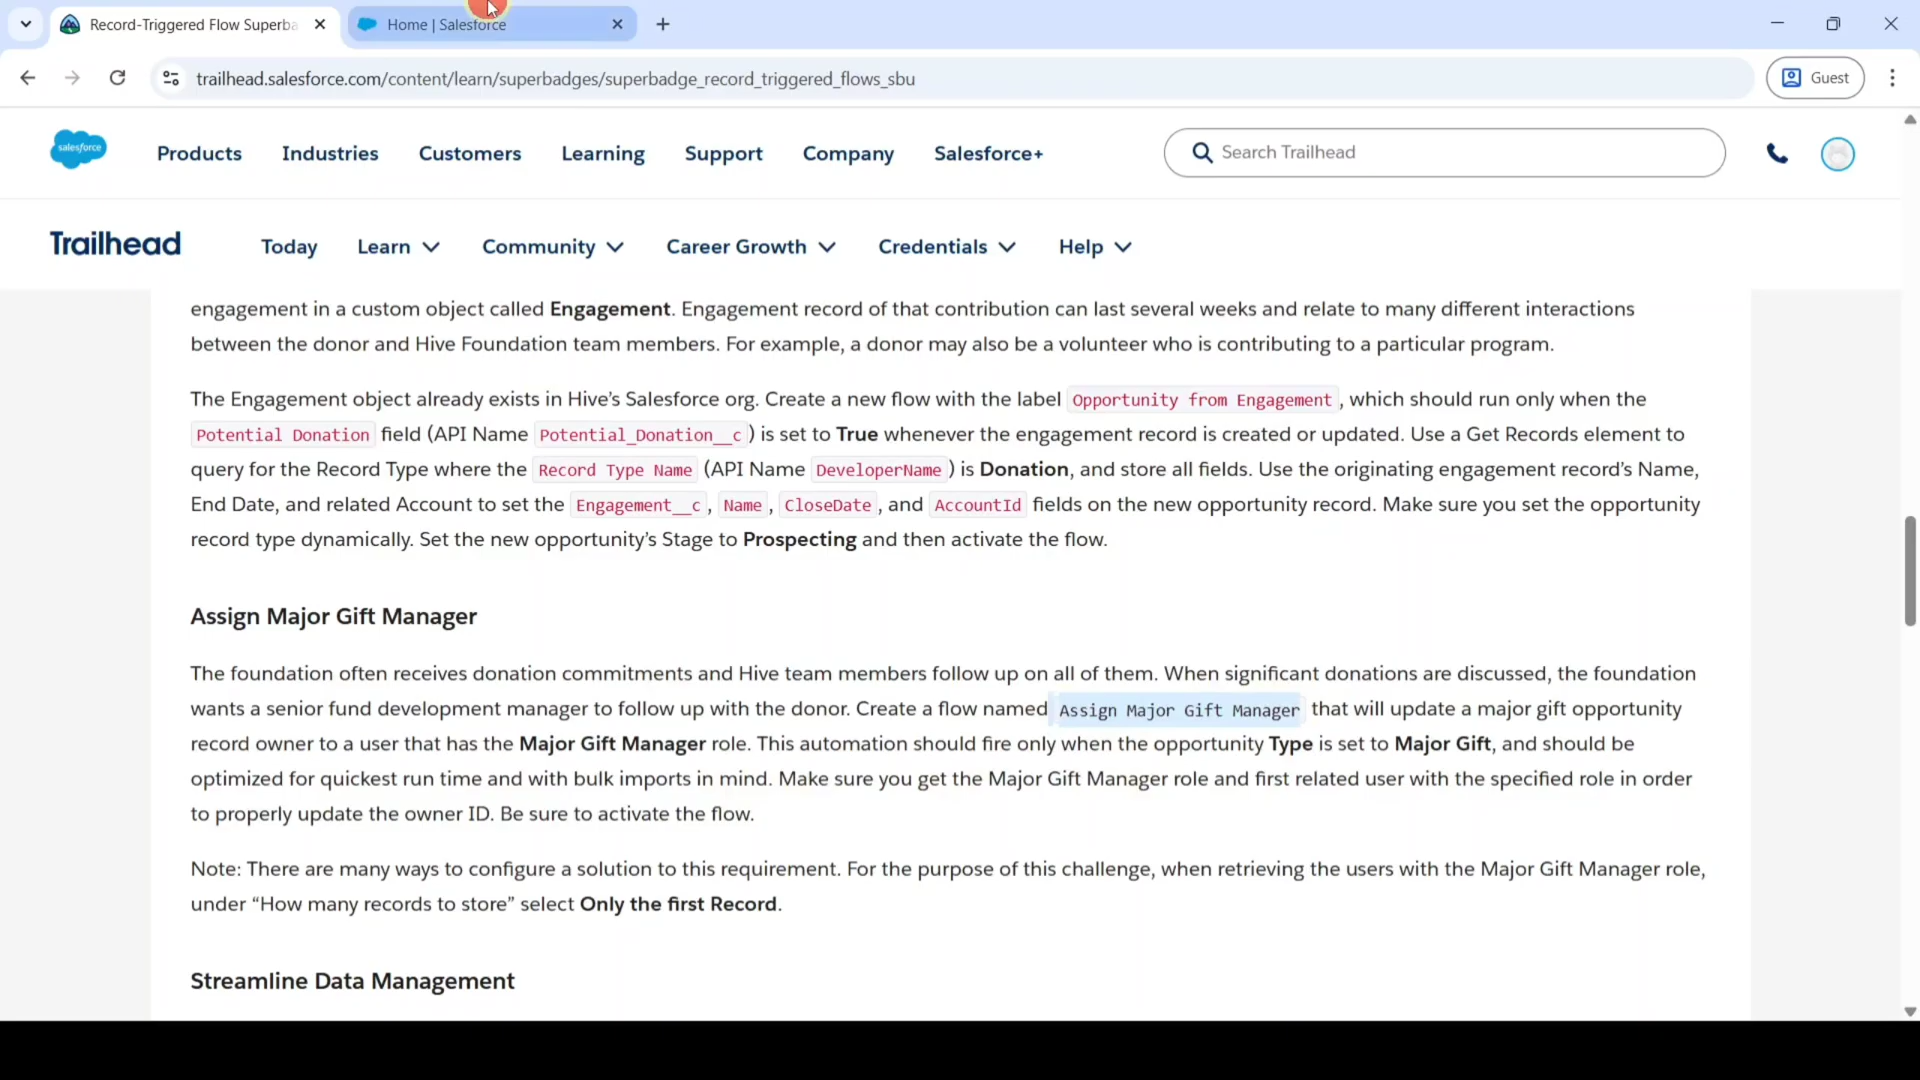 Record-Triggered Flow Superba
Home | Salesforce
trailhead.salesforce.com/content/learn/superbadges/superbadge_record_triggered_flows_sbu
Guest
salesforce
Products
Industries
Customers
Learning
Support
Company
Salesforce+
Search Trailhead
Trailhead
Today
Learn
Community
Career Growth
Credentials
Help
engagement in a custom object called Engagement. Engagement record of that contribution can last several weeks and relate to many different interactions
between the donor and Hive Foundation team members. For example, a donor may also be a volunteer who is contributing to a particular program.
The Engagement object already exists in Hive’s Salesforce org. Create a new flow with the label Opportunity from Engagement, which should run only when the
Potential Donation field (API Name Potential_Donation__c) is set to True whenever the engagement record is created or updated. Use a Get Records element to
query for the Record Type where the Record Type Name (API Name DeveloperName) is Donation, and store all fields. Use the originating engagement record’s Name,
End Date, and related Account to set the Engagement__c, Name, CloseDate, and AccountId fields on the new opportunity record. Make sure you set the opportunity
record type dynamically. Set the new opportunity’s Stage to Prospecting and then activate the flow.
Assign Major Gift Manager
The foundation often receives donation commitments and Hive team members follow up on all of them. When significant donations are discussed, the foundation
wants a senior fund development manager to follow up with the donor. Create a flow named Assign Major Gift Manager that will update a major gift opportunity
record owner to a user that has the Major Gift Manager role. This automation should fire only when the opportunity Type is set to Major Gift, and should be
optimized for quickest run time and with bulk imports in mind. Make sure you get the Major Gift Manager role and first related user with the specified role in order
to properly update the owner ID. Be sure to activate the flow.
Note: There are many ways to configure a solution to this requirement. For the purpose of this challenge, when retrieving the users with the Major Gift Manager role,
under “How many records to store” select Only the first Record.
Streamline Data Management